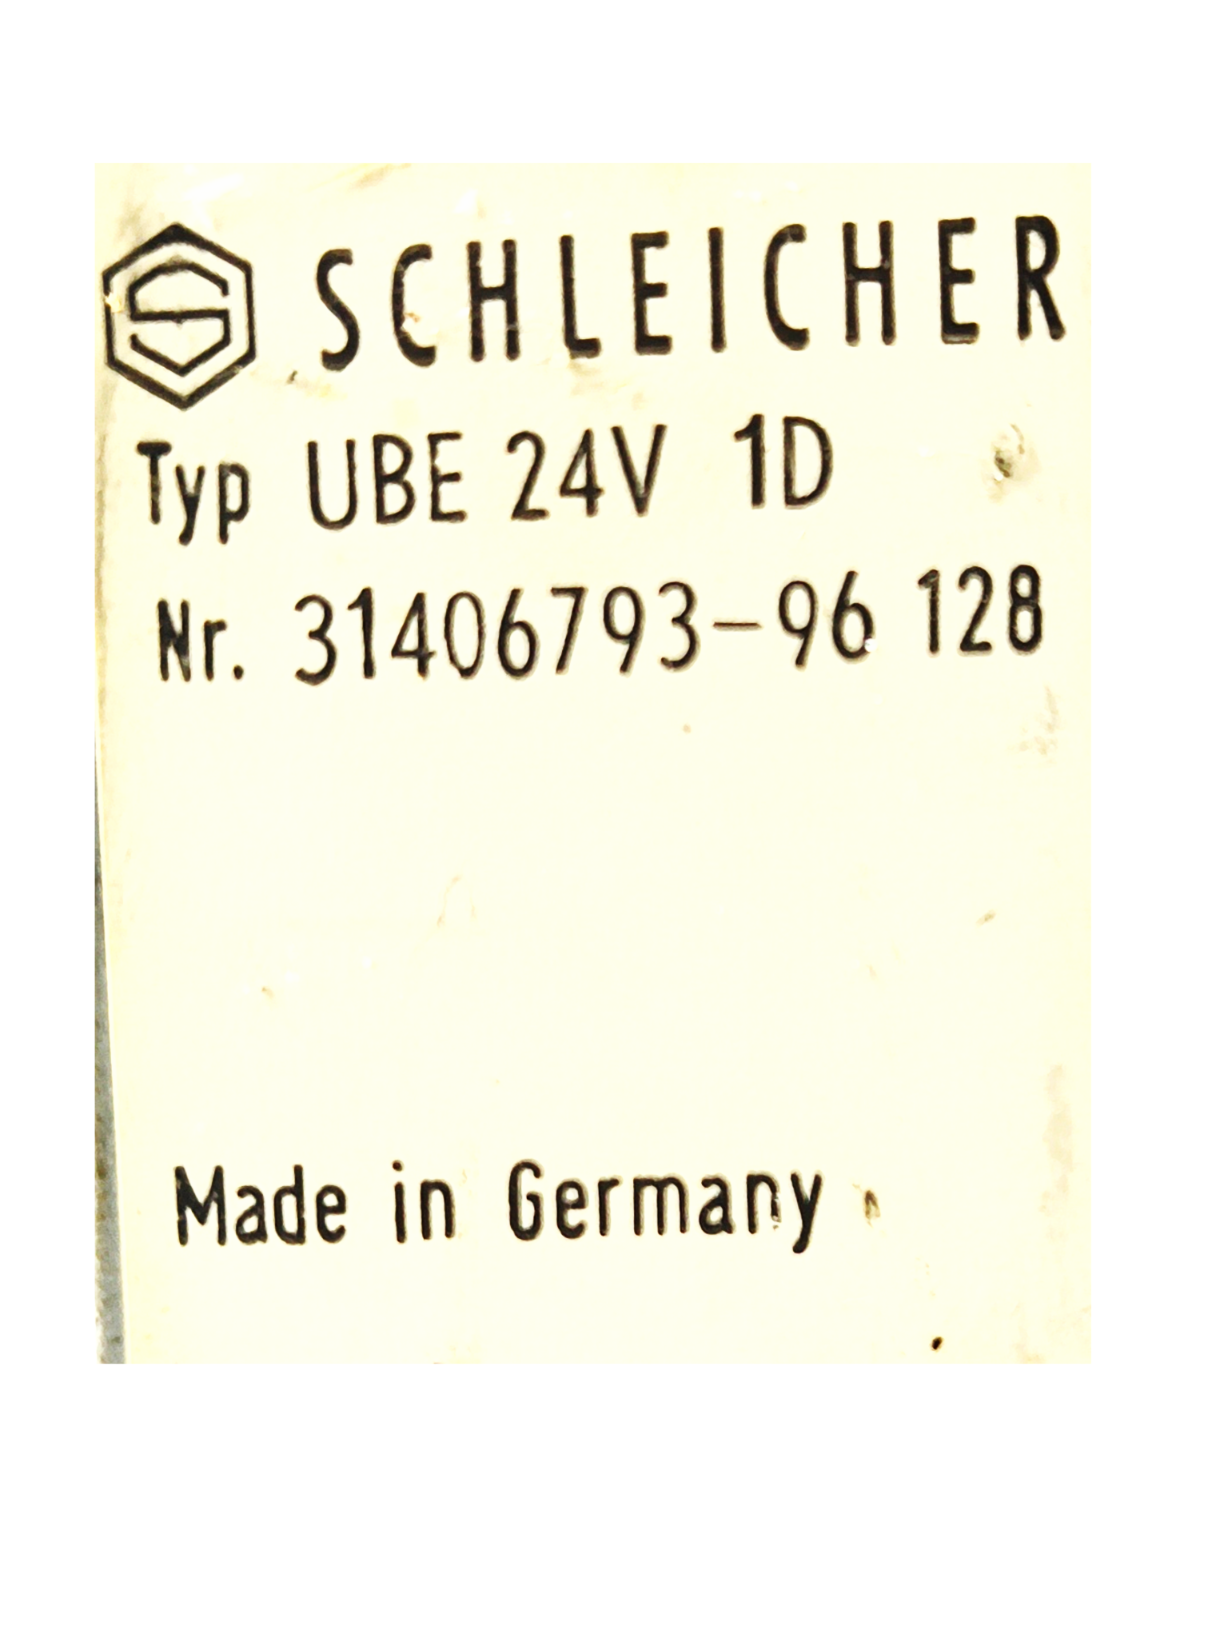 SCHLEICHER
Typ UBE 24V 1D
Nr. 31406793-96 128
Made in Germany